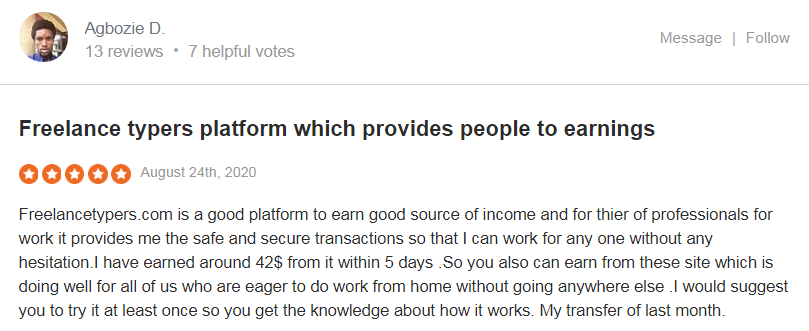 Agbozie D.
13 reviews • 7 helpful votes
Message | Follow
Freelance typers platform which provides people to earnings
August 24th, 2020
Freelancetypers.com is a good platform to earn good source of income and for thier of professionals for
work it provides me the safe and secure transactions so that I can work for any one without any
hesitation.I have earned around 42$ from it within 5 days .So you also can earn from these site which is
doing well for all of us who are eager to do work from home without going anywhere else .I would suggest
you to try it at least once so you get the knowledge about how it works. My transfer of last month.